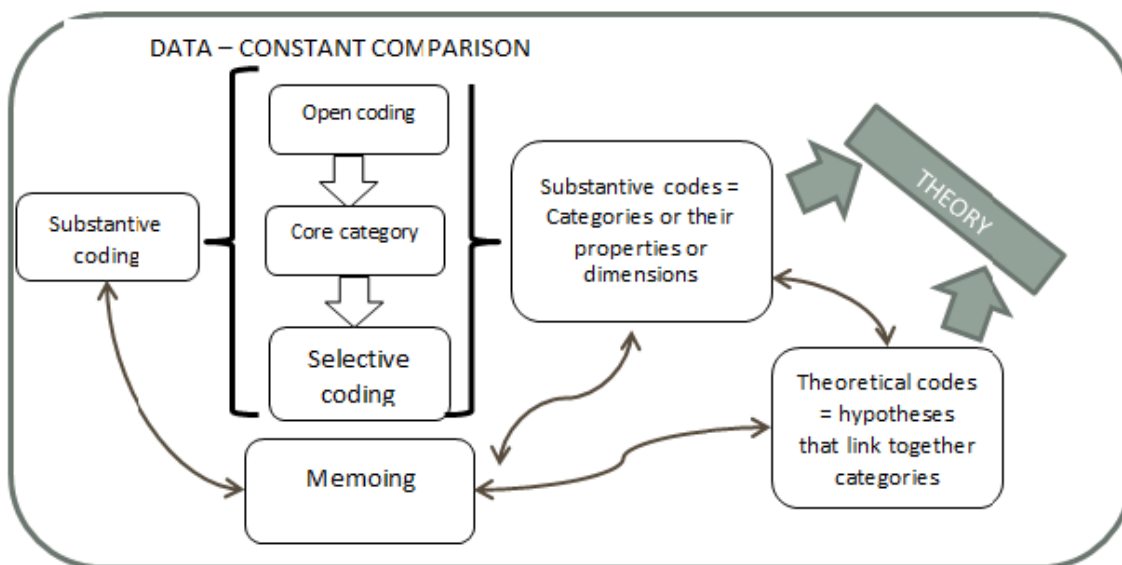 DATA – CONSTANT COMPARISON
Open coding
Substantive
coding
Core category
Selective
coding
Memoing
Substantive codes =
Categories or their
properties or
dimensions
THEORY
Theoretical codes
= hypotheses
that link together
categories